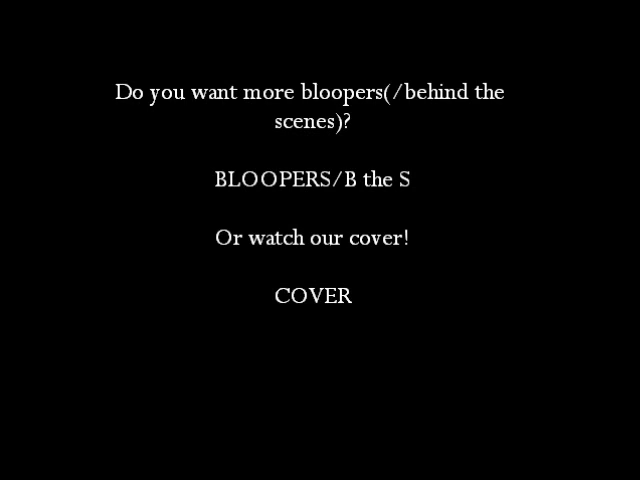 Do you want more bloopers(/behind the
scenes)?
BLOOPERS/B the S
Or watch our cover!
COVER